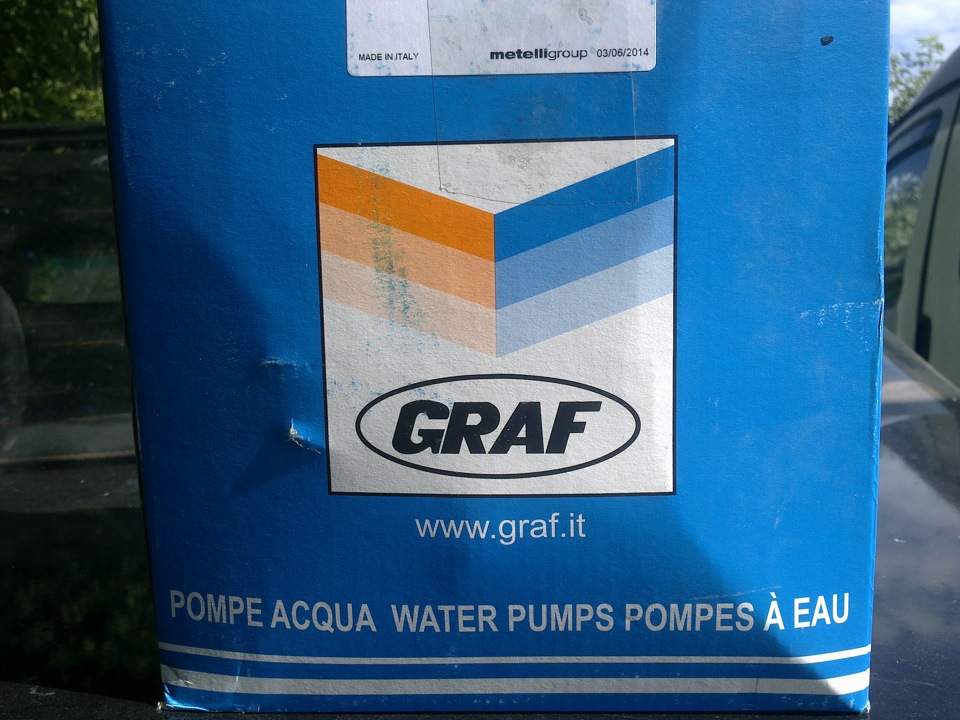 MADE IN ITALY metelligroup 03/06/2014
GRAF
www.graf.it
POMPE ACQUA WATER PUMPS POMPES À EAU